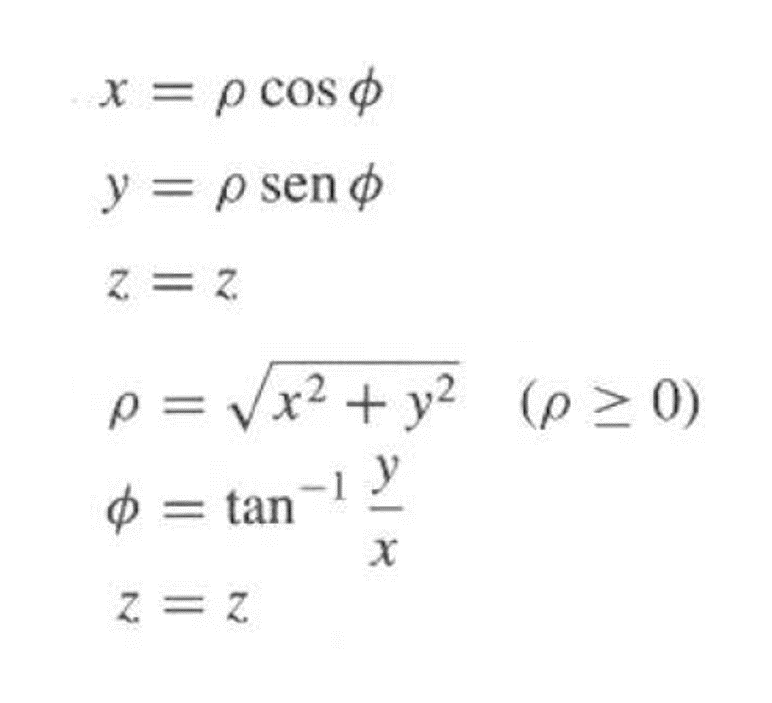 x = ρ cos ϕ
y = ρ sen ϕ
z = z
ρ = √(x² + y²) (ρ ≥ 0)
ϕ = tan⁻¹ y/x
z = z